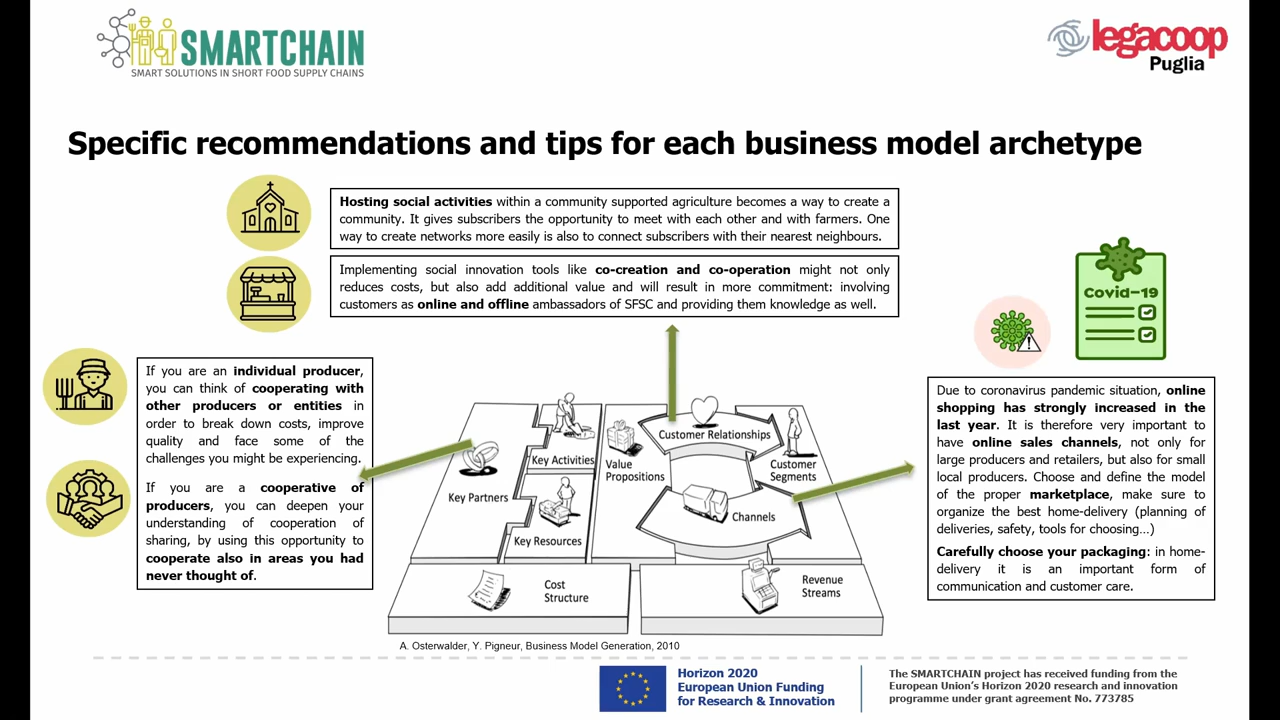 SMARTCHAIN
SMART SOLUTIONS IN SHORT FOOD SUPPLY CHAINS
legacoop
Puglia
Specific recommendations and tips for each business model archetype
Hosting social activities within a community supported agriculture becomes a way to create a
community. It gives subscribers the opportunity to meet with each other and with farmers. One
way to create networks more easily is also to connect subscribers with their nearest neighbours.
Implementing social innovation tools like co-creation and co-operation might not only
reduces costs, but also add additional value and will result in more commitment: involving
customers as online and offline ambassadors of SFSC and providing them knowledge as well.
Covid-19
If you are an individual producer,
you can think of cooperating with
other producers or entities in
order to break down costs, improve
quality and face some of the
challenges you might be experiencing.
If you are a cooperative of
producers, you can deepen your
understanding of cooperation of
sharing, by using this opportunity to
cooperate also in areas you had
never thought of.
Key Partners
Key Activities
Key Resources
Value
Propositions
Customer Relationships
Customer
Segments
Channels
Cost
Structure
Revenue
Streams
Due to coronavirus pandemic situation, online
shopping has strongly increased in the
last year. It is therefore very important to
have online sales channels, not only for
large producers and retailers, but also for small
local producers. Choose and define the model
of the proper marketplace, make sure to
organize the best home-delivery (planning of
deliveries, safety, tools for choosing…)
Carefully choose your packaging: in home-
delivery it is an important form of
communication and customer care.
A. Osterwalder, Y. Pigneur, Business Model Generation, 2010
Horizon 2020
European Union Funding
for Research & Innovation
The SMARTCHAIN project has received funding from the
European Union's Horizon 2020 research and innovation
programme under grant agreement No. 773785